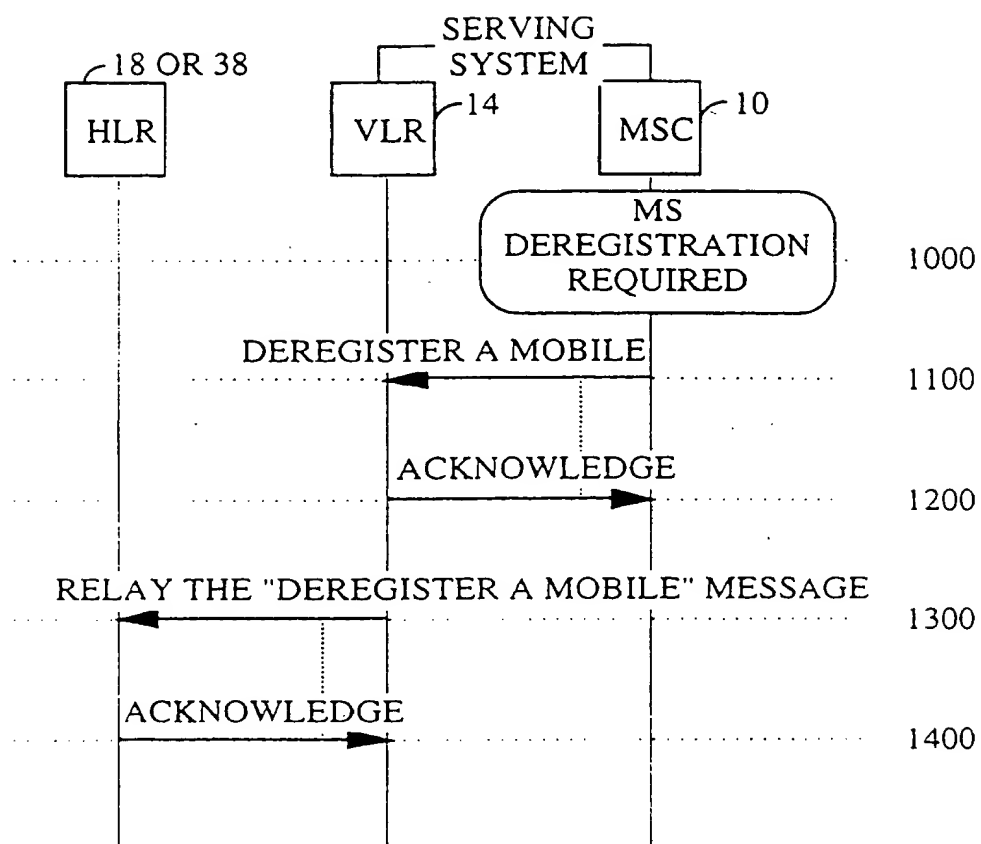 SERVING
SYSTEM
18 OR 38
14
10
HLR
VLR
MSC
MS
DEREGISTRATION
REQUIRED
1000
DEREGISTER A MOBILE
1100
ACKNOWLEDGE
1200
RELAY THE "DEREGISTER A MOBILE" MESSAGE
1300
ACKNOWLEDGE
1400